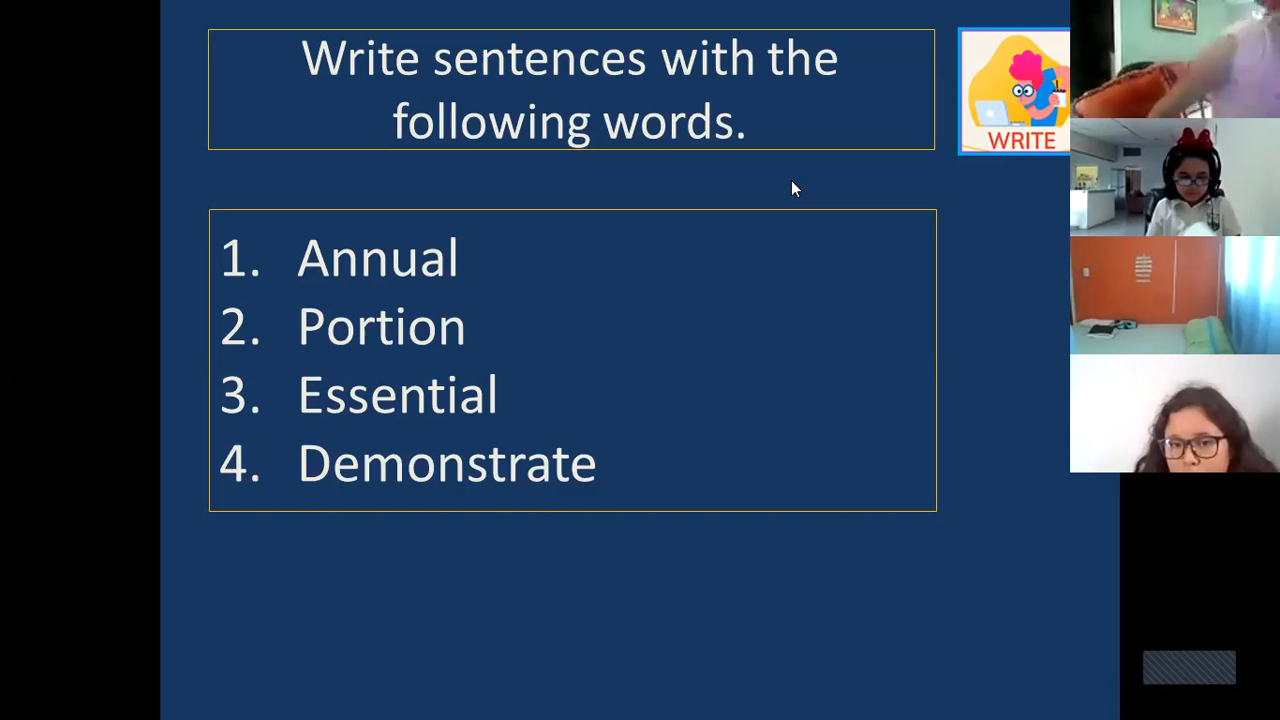 Write sentences with the
following words.
WRITE
1. Annual
2. Portion
3. Essential
4. Demonstrate